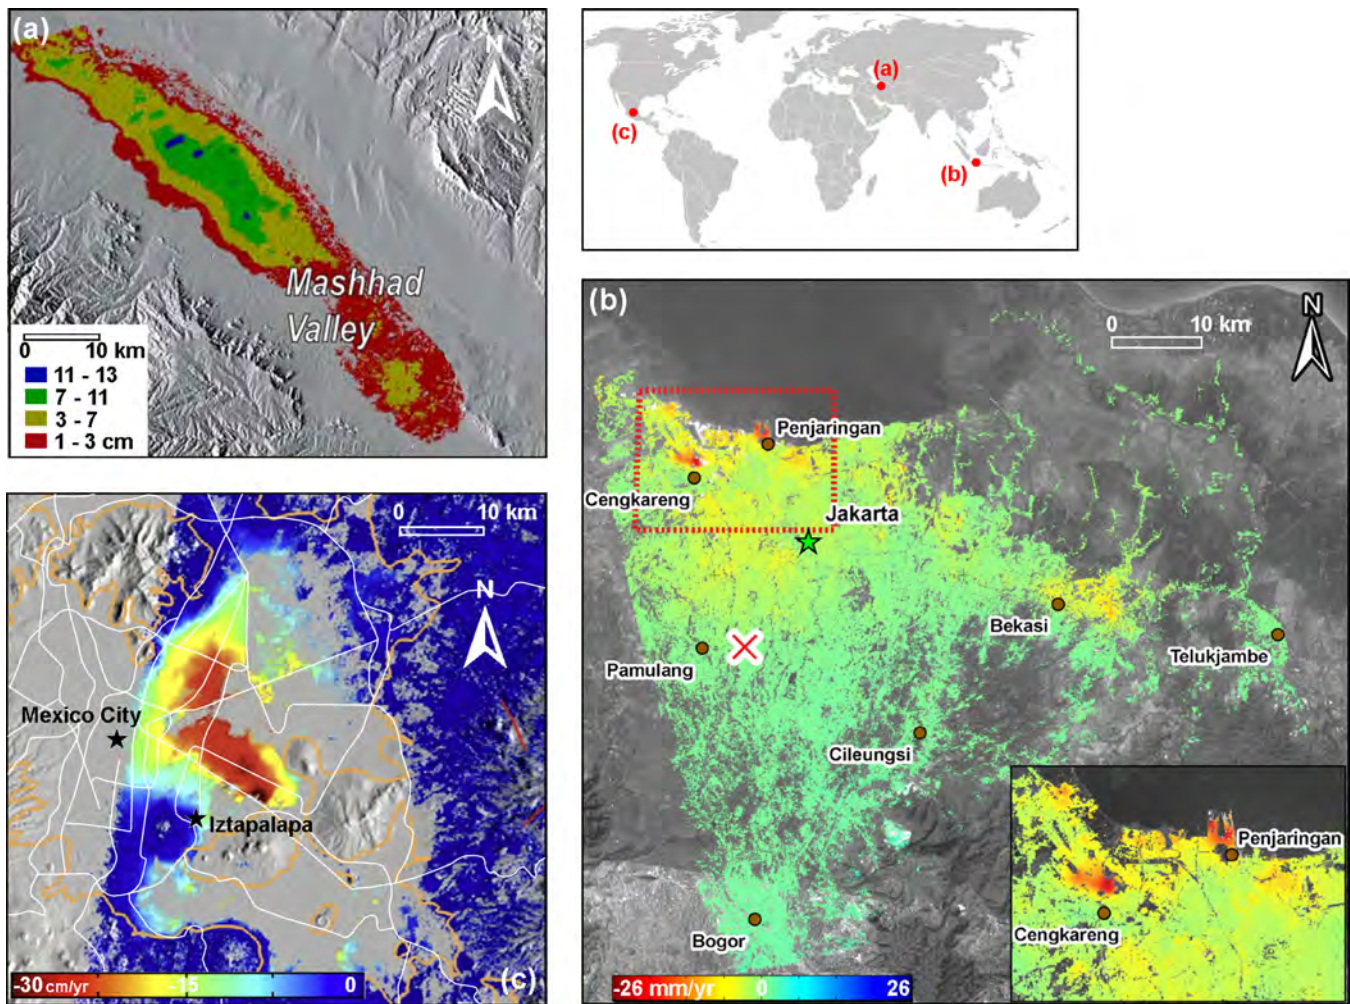 (a)
N
Mashhad
Valley
0 10 km
11 - 13
7 - 11
3 - 7
1 - 3 cm
(a)
(c)
(b)
(b)
N
0 10 km
Penjaringan
Cengkareng
Jakarta
Bekasi
Pamulang
Telukjambe
Cileungsi
Bogor
-26 mm/yr 0 26
Penjaringan
Cengkareng
0 10 km
N
Mexico City
Iztapalapa
-30 cm/yr -15 0
(c)